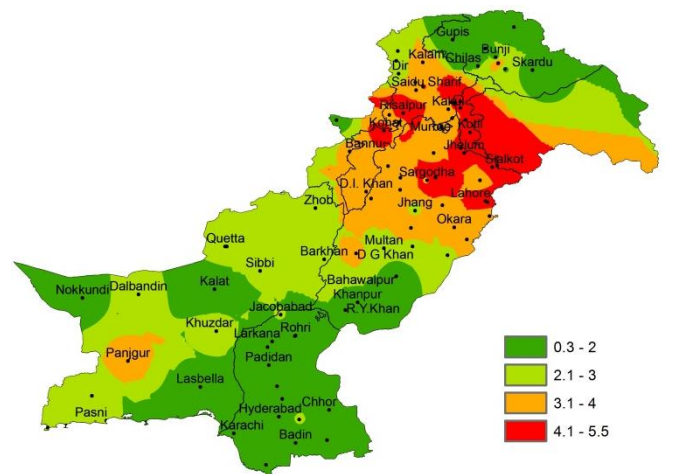 Gupis
Bunji
Kalam
Chilas
Skardu
Dir
Saidu Sharif
Risalpur
Kakul
Kohat
Murree
Kotli
Bannur
Jhelum
Sialkot
Sargodha
D.I. Khan
Lahore
Zhob
Jhang
Okara
Quetta
Multan
Barkhan
D G Khan
Sibbi
Bahawalpur
Dalbandin
Kalat
Nokkundi
Khanpur
Jacobabad
R.Y.Khan
Khuzdar
Rohri
Larkana
Panjgur
Padidan
Lasbella
Pasni
Hyderabad
Chhor
Karachi
Badin
0.3 - 2
2.1 - 3
3.1 - 4
4.1 - 5.5